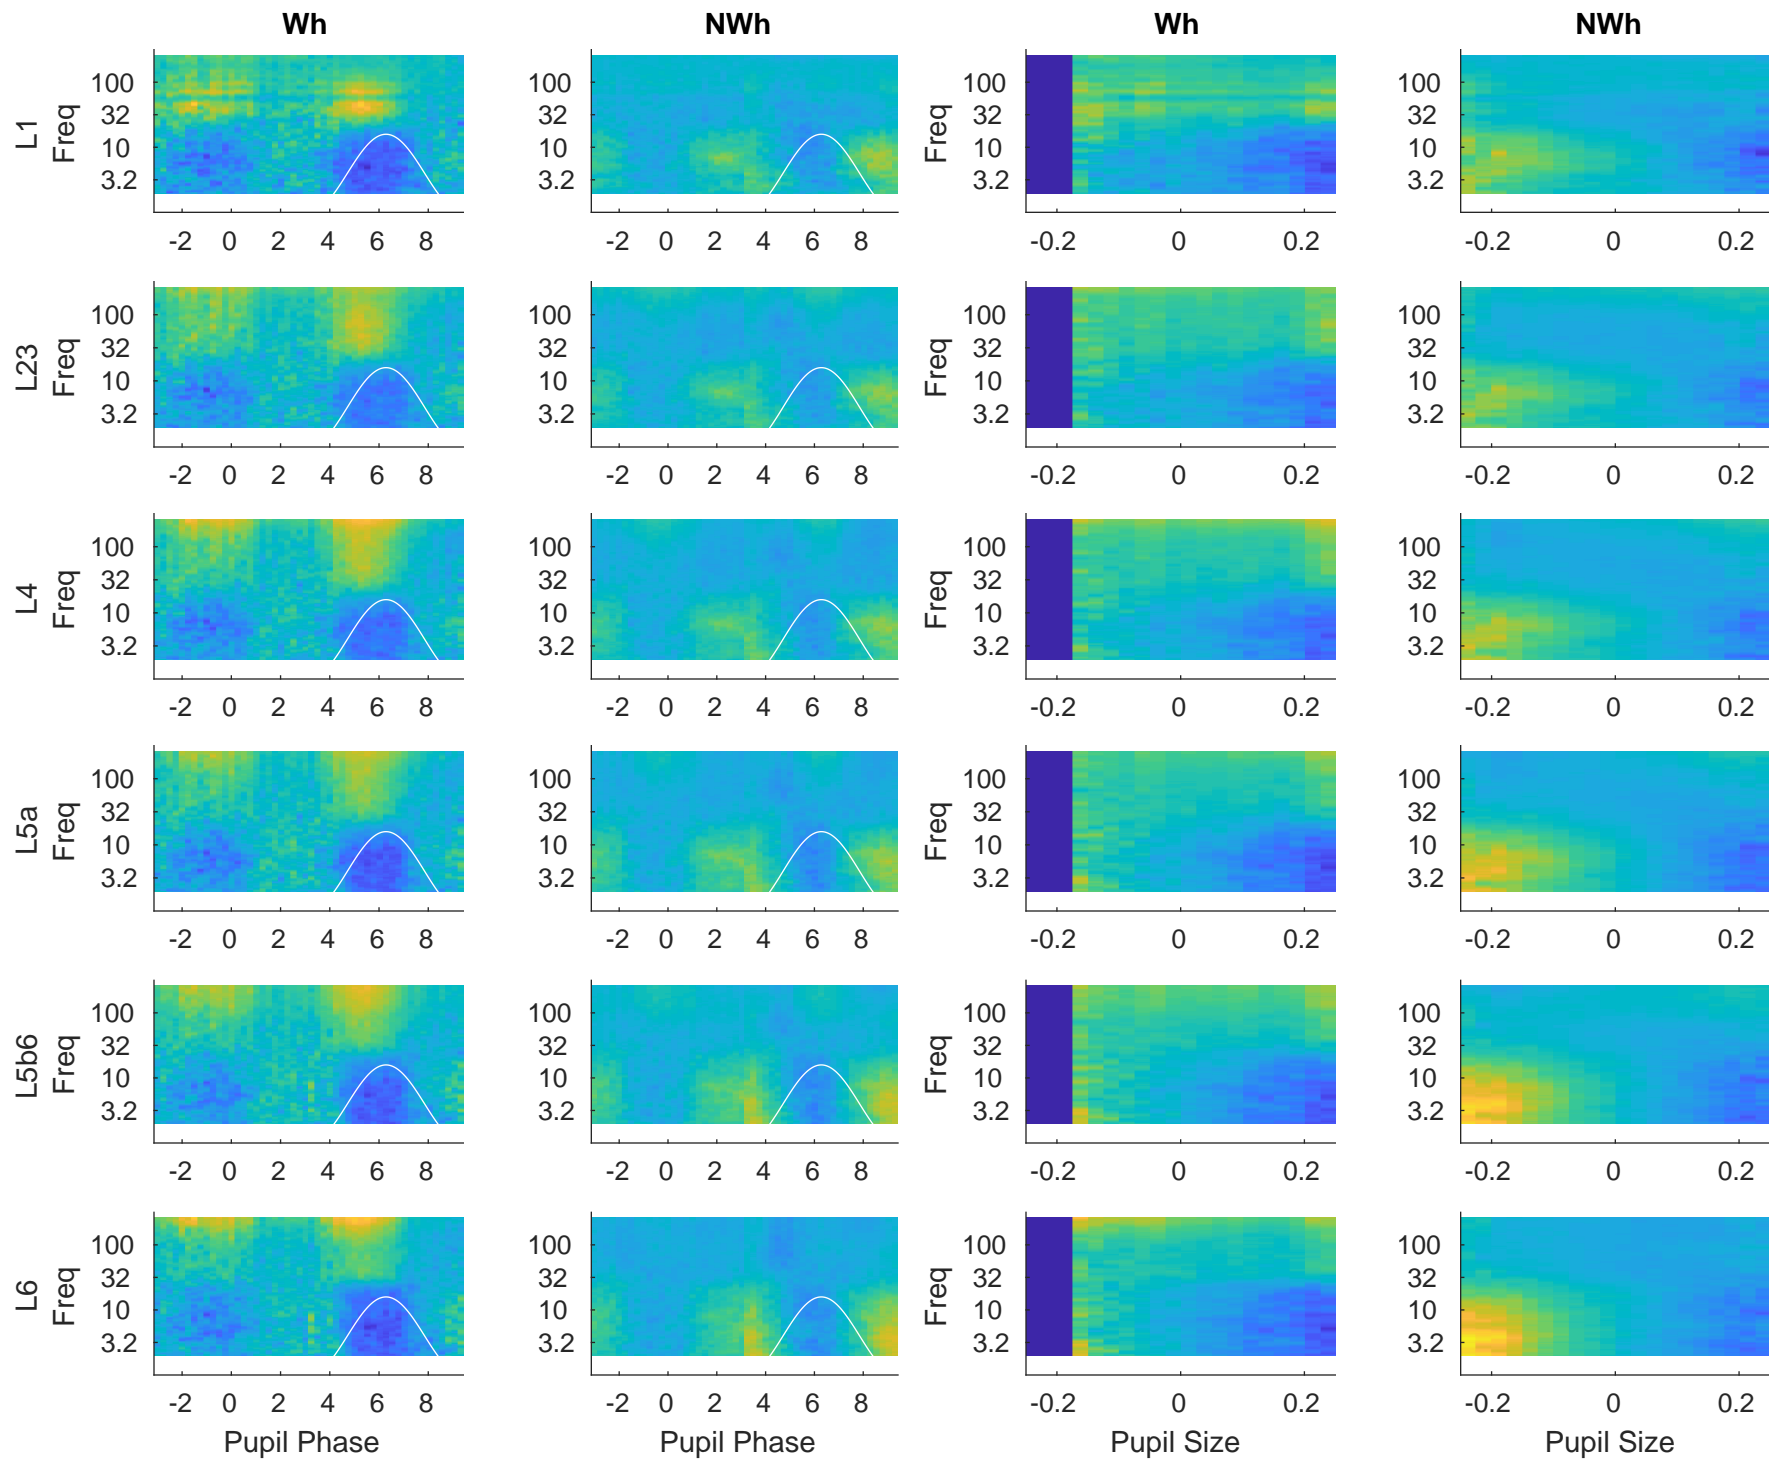 Wh NWh Wh NWh
L1 Freq 100 32 10 3.2 100 32 10 3.2 Freq 100 32 10 3.2 100 32 10 3.2
-2 0 2 4 6 8 -2 0 2 4 6 8 -0.2 0 0.2 -0.2 0 0.2
L23 Freq 100 32 10 3.2 100 32 10 3.2 Freq 100 32 10 3.2 100 32 10 3.2
-2 0 2 4 6 8 -2 0 2 4 6 8 -0.2 0 0.2 -0.2 0 0.2
L4 Freq 100 32 10 3.2 100 32 10 3.2 Freq 100 32 10 3.2 100 32 10 3.2
-2 0 2 4 6 8 -2 0 2 4 6 8 -0.2 0 0.2 -0.2 0 0.2
L5a Freq 100 32 10 3.2 100 32 10 3.2 Freq 100 32 10 3.2 100 32 10 3.2
-2 0 2 4 6 8 -2 0 2 4 6 8 -0.2 0 0.2 -0.2 0 0.2
L5b6 Freq 100 32 10 3.2 100 32 10 3.2 Freq 100 32 10 3.2 100 32 10 3.2
-2 0 2 4 6 8 -2 0 2 4 6 8 -0.2 0 0.2 -0.2 0 0.2
L6 Freq 100 32 10 3.2 100 32 10 3.2 Freq 100 32 10 3.2 100 32 10 3.2
-2 0 2 4 6 8 -2 0 2 4 6 8 -0.2 0 0.2 -0.2 0 0.2
Pupil Phase Pupil Phase Pupil Size Pupil Size